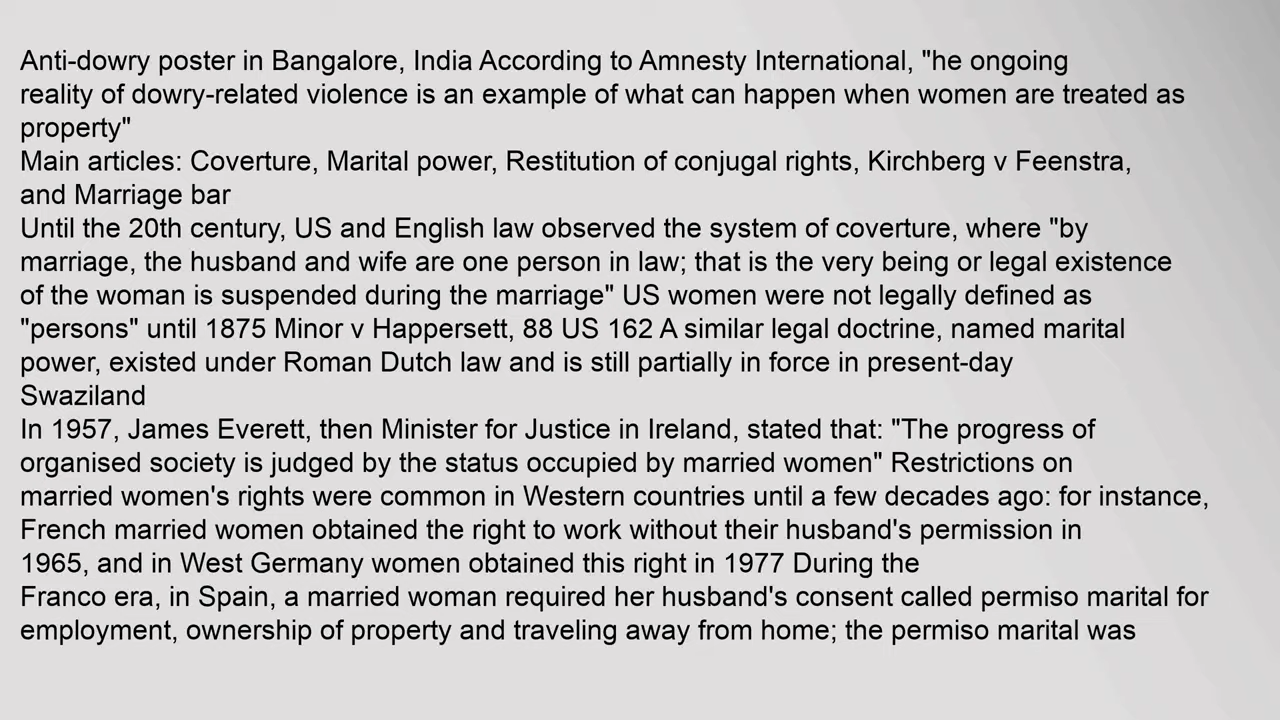 Anti-dowry poster in Bangalore, India According to Amnesty International, "he ongoing
reality of dowry-related violence is an example of what can happen when women are treated as
property"
Main articles: Coverture, Marital power, Restitution of conjugal rights, Kirchberg v Feenstra,
and Marriage bar
Until the 20th century, US and English law observed the system of coverture, where "by
marriage, the husband and wife are one person in law; that is the very being or legal existence
of the woman is suspended during the marriage" US women were not legally defined as
"persons" until 1875 Minor v Happersett, 88 US 162 A similar legal doctrine, named marital
power, existed under Roman Dutch law and is still partially in force in present-day
Swaziland
In 1957, James Everett, then Minister for Justice in Ireland, stated that: "The progress of
organised society is judged by the status occupied by married women" Restrictions on
married women's rights were common in Western countries until a few decades ago: for instance,
French married women obtained the right to work without their husband's permission in
1965, and in West Germany women obtained this right in 1977 During the
Franco era, in Spain, a married woman required her husband's consent called permiso marital for
employment, ownership of property and traveling away from home; the permiso marital was